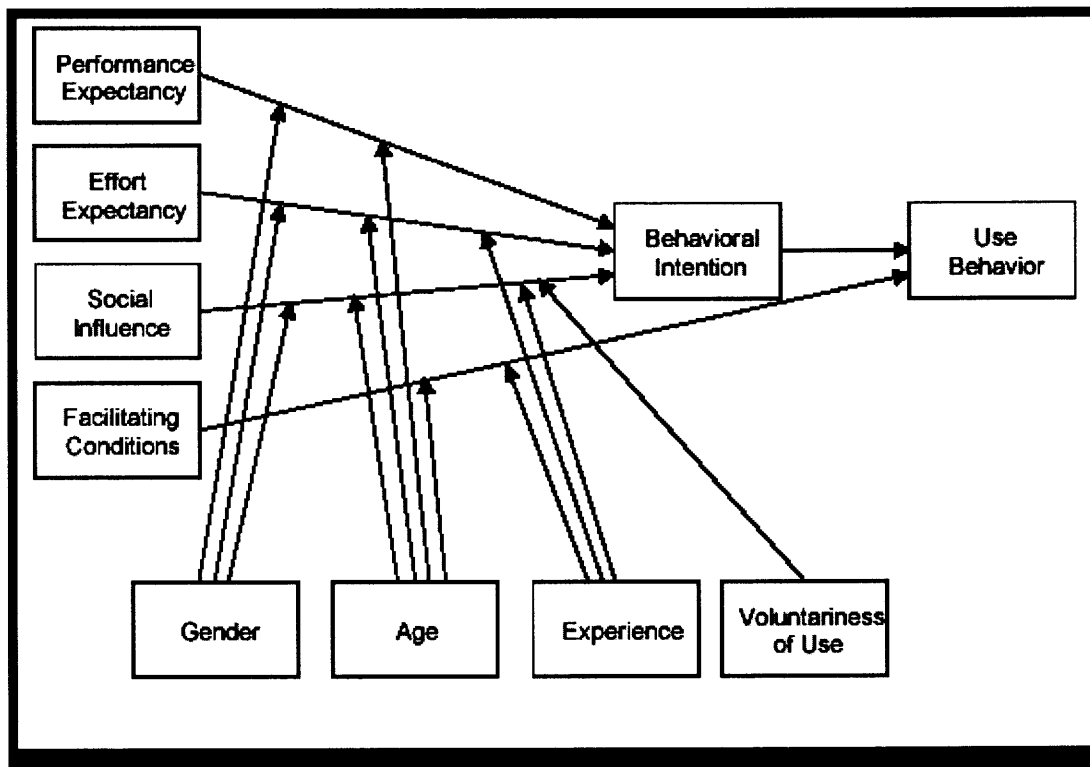 Performance
Expectancy
Effort
Expectancy
Social
Influence
Facilitating
Conditions
Behavioral
Intention
Use
Behavior
Gender
Age
Experience
Voluntariness
of Use